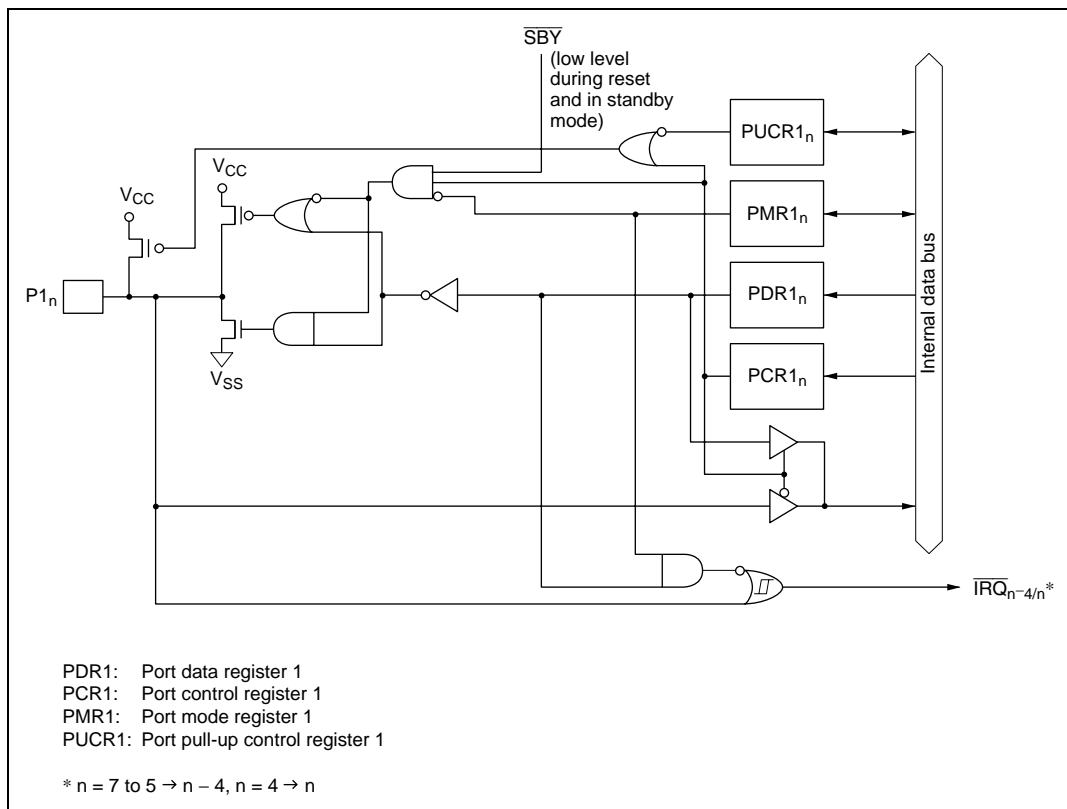 SBY
(low level
during reset
and in standby
mode)
PUCR1n
VCC
VCC
PMR1n
P1n
PDR1n
VSS
PCR1n
Internal data bus
IRQn−4/n*
PDR1: Port data register 1
PCR1: Port control register 1
PMR1: Port mode register 1
PUCR1: Port pull-up control register 1
* n = 7 to 5 → n − 4, n = 4 → n